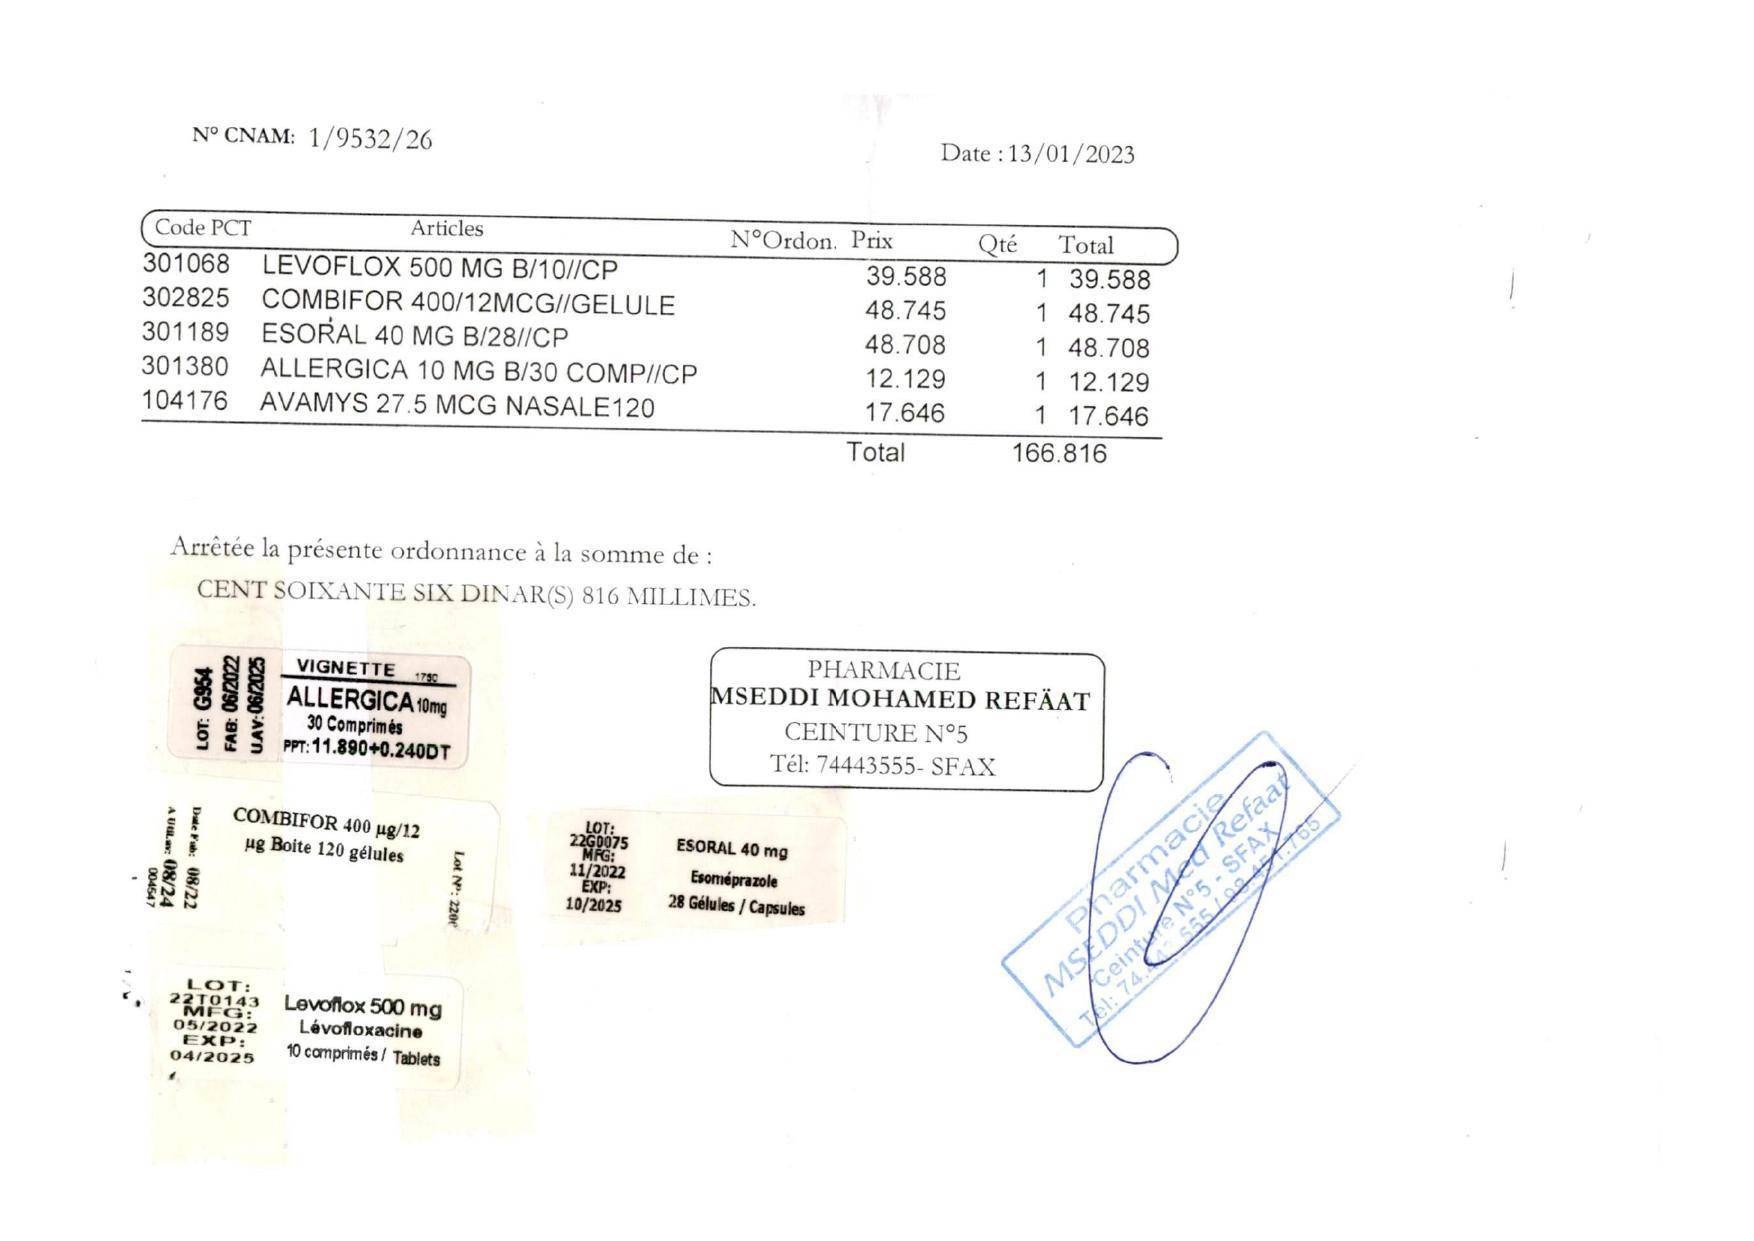 N° CNAM: 1/9532/26
Date : 13/01/2023
Code PCT Articles N°Ordon. Prix Qté Total
301068 LEVOFLOX 500 MG B/10//CP 39.588 1 39.588
302825 COMBIFOR 400/12MCG//GELULE 48.745 1 48.745
301189 ESORAL 40 MG B/28//CP 48.708 1 48.708
301380 ALLERGICA 10 MG B/30 COMP//CP 12.129 1 12.129
104176 AVAMYS 27.5 MCG NASALE120 17.646 1 17.646
Total 166.816
Arrêtée la présente ordonnance à la somme de :
CENT SOIXANTE SIX DINAR(S) 816 MILLIMES.
LOT: G954
FAB: 06/2022
U.AV: 06/2025
VIGNETTE 1750
ALLERGICA 10mg
30 Comprimés
PPT: 11.890+0.240DT
PHARMACIE
MSEDDI MOHAMED REFÄAT
CEINTURE N°5
Tél: 74443555- SFAX
Date Fab: 08/22
A Util.av: 08/24
004547
COMBIFOR 400 µg/12
µg Boite 120 gélules
Lot N°: 220
LOT:
22G0075
MFG:
11/2022
EXP:
10/2025
ESORAL 40 mg
Esoméprazole
28 Gélules / Capsules
Pharmacie
MSEDDI Med Refaat
Ceinture N°5 - SFAX
Tél: 74
LOT:
22T0143
MFG:
05/2022
EXP:
04/2025
Levoflox 500 mg
Lévofloxacine
10 comprimés / Tablets